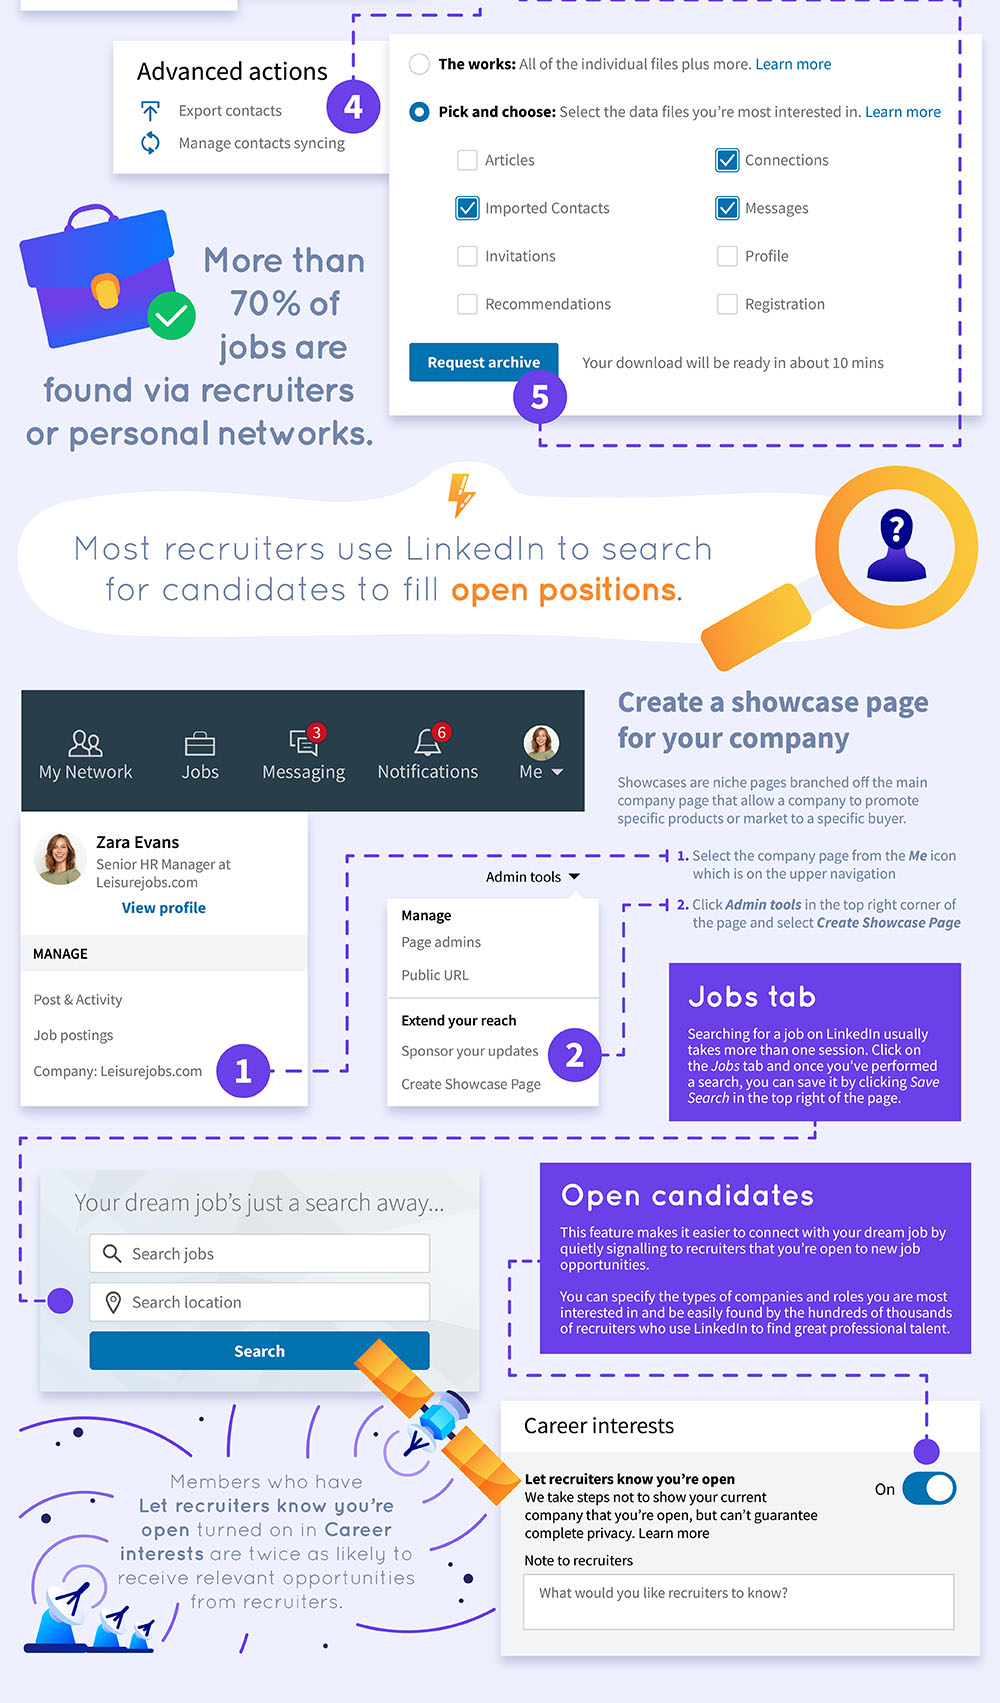 Advanced actions
Export contacts
Manage contacts syncing
4
The works: All of the individual files plus more. Learn more
Pick and choose: Select the data files you're most interested in. Learn more
Articles
Connections
Imported Contacts
Messages
Invitations
Profile
Recommendations
Registration
Request archive
Your download will be ready in about 10 mins
5
More than
70% of
jobs are
found via recruiters
or personal networks.
Most recruiters use LinkedIn to search
for candidates to fill open positions.
?
My Network
Jobs
3
Messaging
6
Notifications
Me
Zara Evans
Senior HR Manager at
Leisurejobs.com
View profile
MANAGE
Post & Activity
Job postings
Company: Leisurejobs.com
1
Admin tools
Manage
Page admins
Public URL
Extend your reach
Sponsor your updates
Create Showcase Page
2
Create a showcase page
for your company
Showcases are niche pages branched off the main
company page that allow a company to promote
specific products or market to a specific buyer.
1. Select the company page from the Me icon
which is on the upper navigation
2. Click Admin tools in the top right corner of
the page and select Create Showcase Page
Jobs tab
Searching for a job on LinkedIn usually
takes more than one session. Click on
the Jobs tab and once you've performed
a search, you can save it by clicking Save
Search in the top right of the page.
Your dream job's just a search away...
Search jobs
Search location
Search
Open candidates
This feature makes it easier to connect with your dream job by
quietly signalling to recruiters that you're open to new job
opportunities.
You can specify the types of companies and roles you are most
interested in and be easily found by the hundreds of thousands
of recruiters who use LinkedIn to find great professional talent.
Members who have
Let recruiters know you're
open turned on in Career
interests are twice as likely to
receive relevant opportunities
from recruiters.
Career interests
Let recruiters know you're open
On
We take steps not to show your current
company that you're open, but can't guarantee
complete privacy. Learn more
Note to recruiters
What would you like recruiters to know?